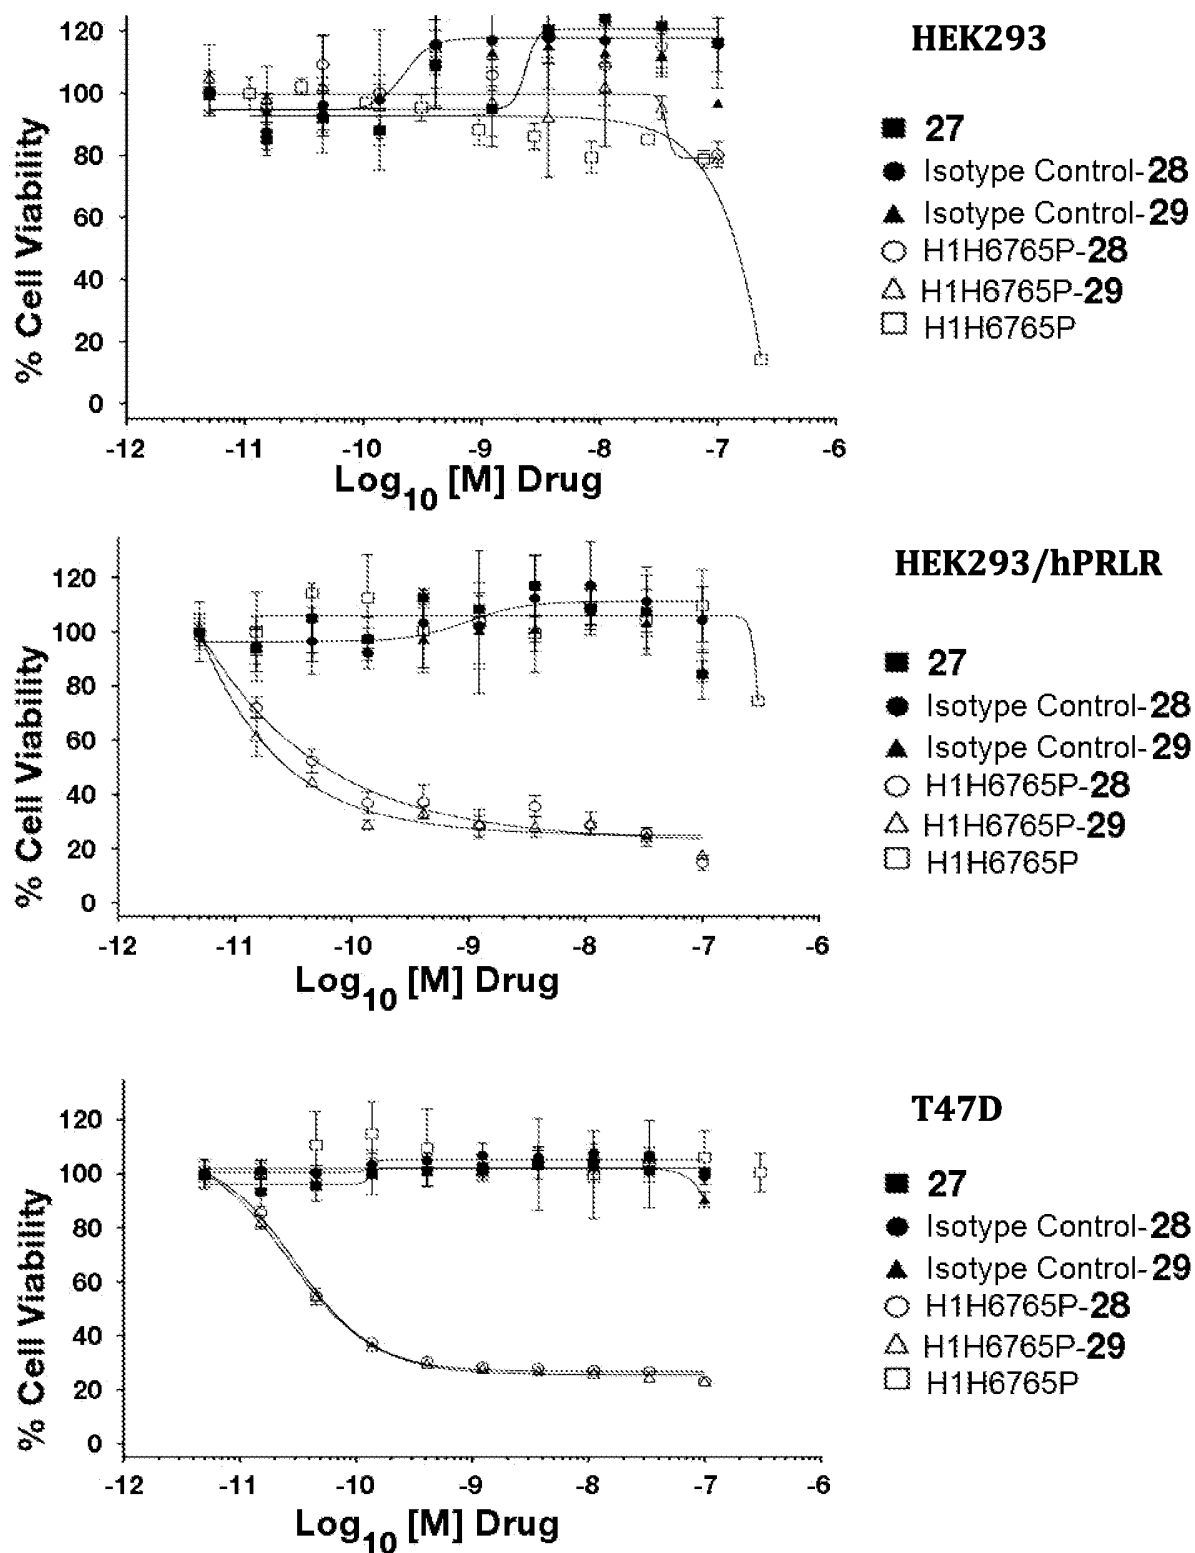 HEK293
% Cell Viability
120
100
80
60
40
20
0
-12 -11 -10 -9 -8 -7 -6
Log10 [M] Drug
27
Isotype Control-28
Isotype Control-29
H1H6765P-28
H1H6765P-29
H1H6765P
HEK293/hPRLR
% Cell Viability
120
100
80
60
40
20
0
-12 -11 -10 -9 -8 -7 -6
Log10 [M] Drug
27
Isotype Control-28
Isotype Control-29
H1H6765P-28
H1H6765P-29
H1H6765P
T47D
% Cell Viability
120
100
80
60
40
20
0
-12 -11 -10 -9 -8 -7 -6
Log10 [M] Drug
27
Isotype Control-28
Isotype Control-29
H1H6765P-28
H1H6765P-29
H1H6765P